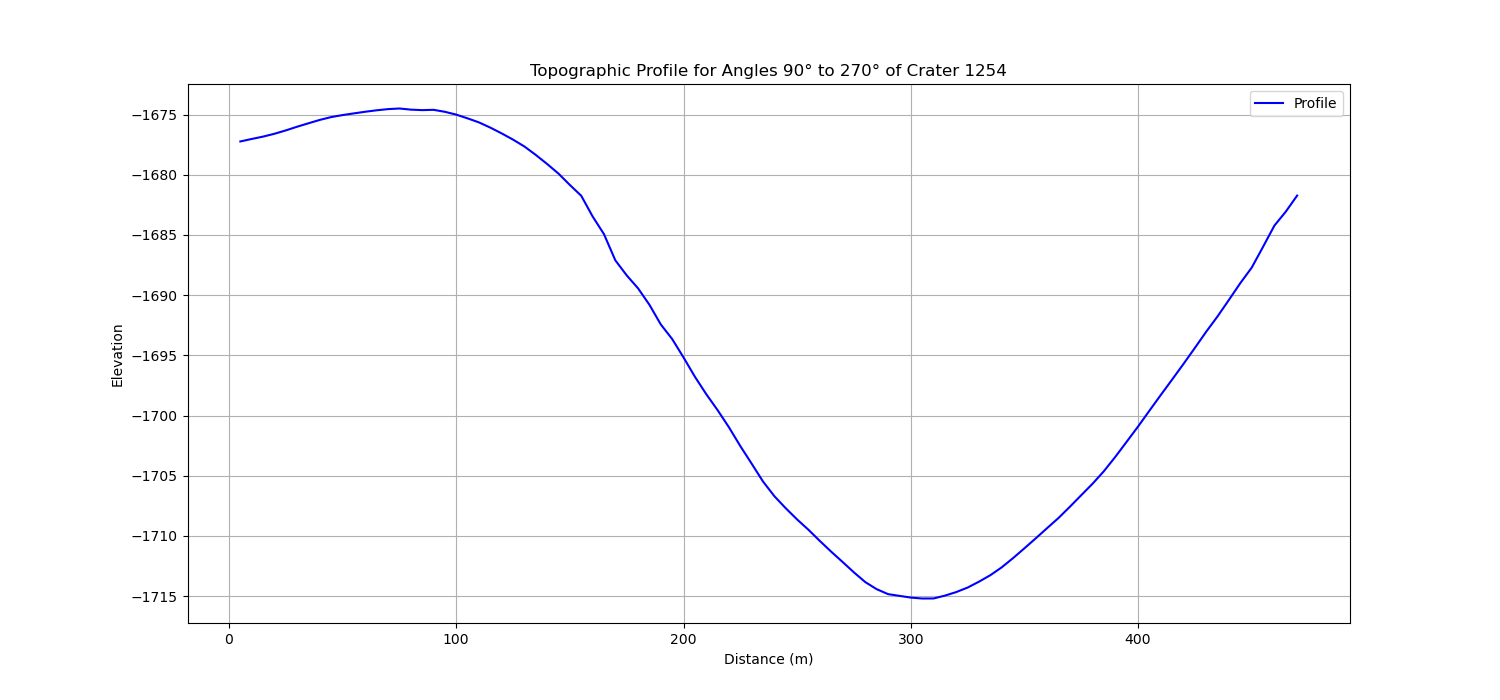 Topographic Profile for Angles 90° to 270° of Crater 1254
Profile
Elevation
−1675
−1680
−1685
−1690
−1695
−1700
−1705
−1710
−1715
0 100 200 300 400
Distance (m)